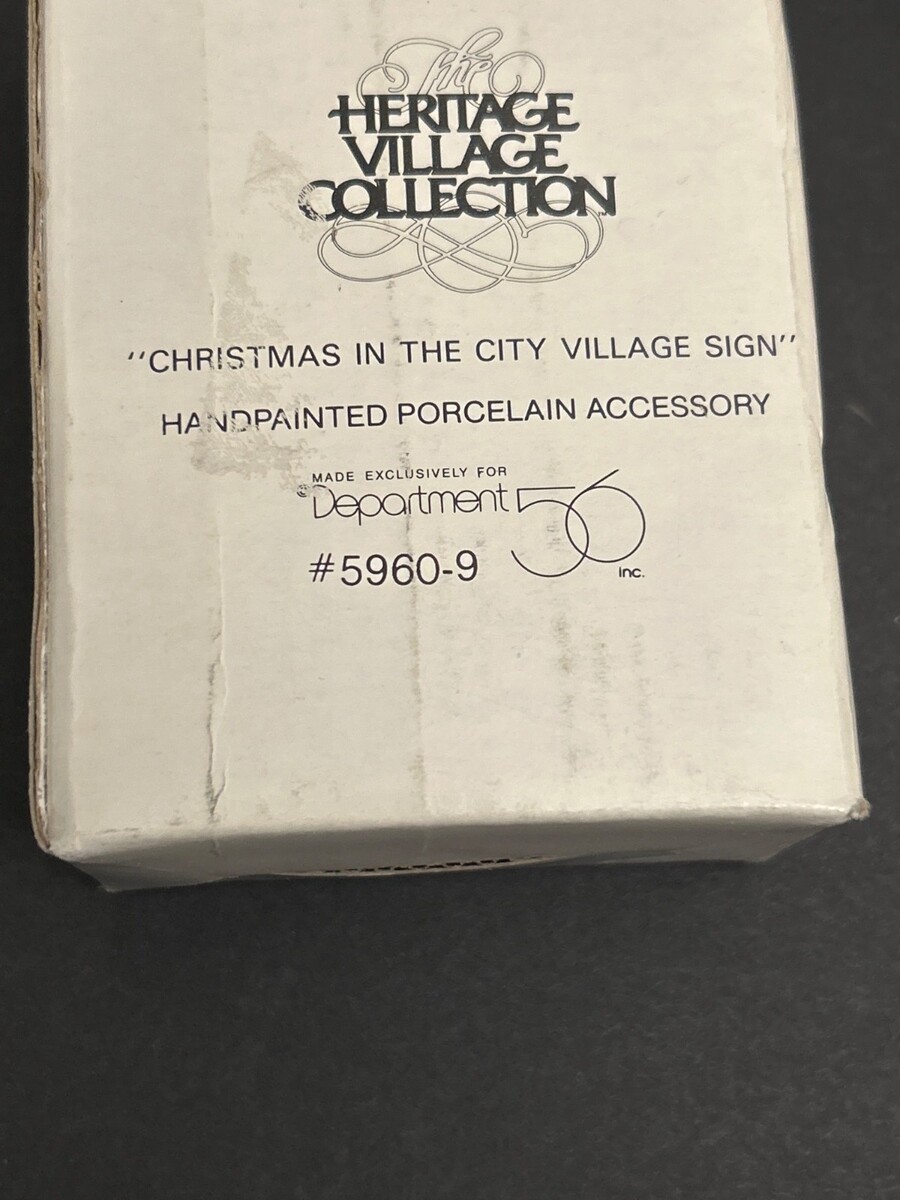 The
HERITAGE
VILLAGE
COLLECTION
"CHRISTMAS IN THE CITY VILLAGE SIGN"
HANDPAINTED PORCELAIN ACCESSORY
MADE EXCLUSIVELY FOR
©Department 56 inc.
#5960-9